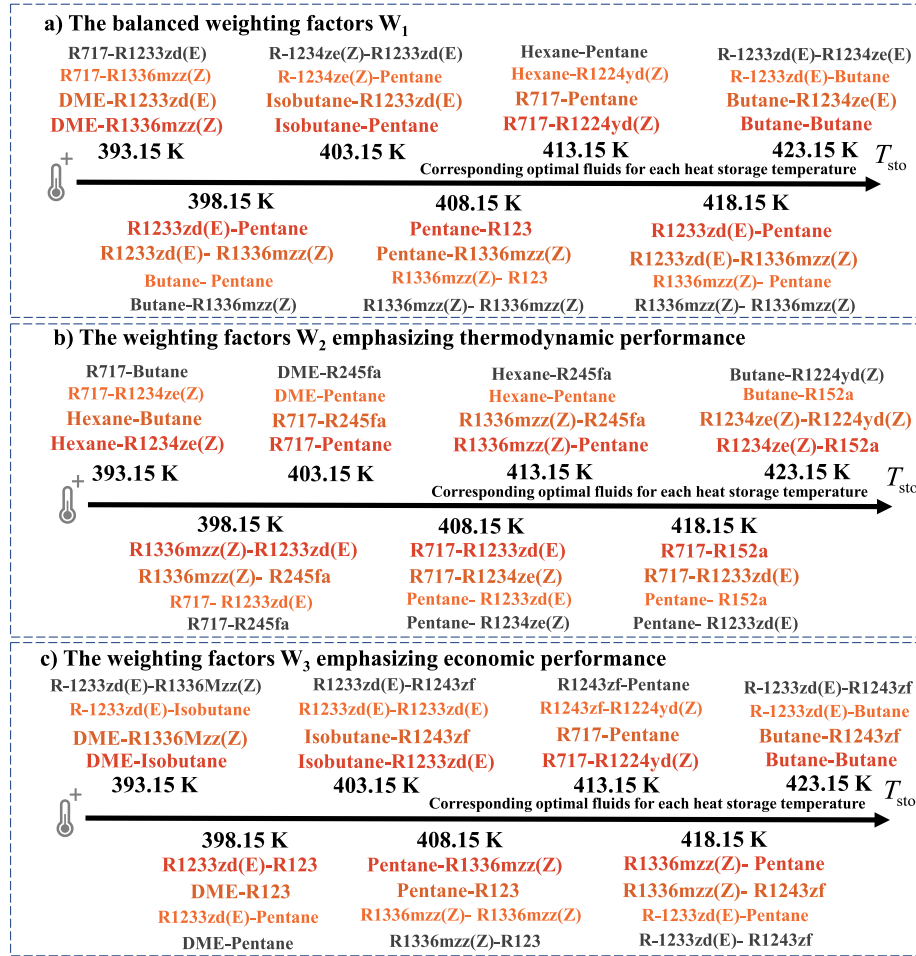 a) The balanced weighting factors W1
R717-R1233zd(E) R-1234ze(Z)-R1233zd(E) Hexane-Pentane R-1233zd(E)-R1234ze(E)
R717-R1336mzz(Z) R-1234ze(Z)-Pentane Hexane-R1224yd(Z) R-1233zd(E)-Butane
DME-R1233zd(E) Isobutane-R1233zd(E) R717-Pentane Butane-R1234ze(E)
DME-R1336mzz(Z) Isobutane-Pentane R717-R1224yd(Z) Butane-Butane
393.15 K 403.15 K 413.15 K 423.15 K Tsto
Corresponding optimal fluids for each heat storage temperature
398.15 K 408.15 K 418.15 K
R1233zd(E)-Pentane Pentane-R123 R1233zd(E)-Pentane
R1233zd(E)- R1336mzz(Z) Pentane-R1336mzz(Z) R1233zd(E)-R1336mzz(Z)
Butane- Pentane R1336mzz(Z)- R123 R1336mzz(Z)- Pentane
Butane-R1336mzz(Z) R1336mzz(Z)- R1336mzz(Z) R1336mzz(Z)- R1336mzz(Z)
b) The weighting factors W2 emphasizing thermodynamic performance
R717-Butane DME-R245fa Hexane-R245fa Butane-R1224yd(Z)
R717-R1234ze(Z) DME-Pentane Hexane-Pentane Butane-R152a
Hexane-Butane R717-R245fa R1336mzz(Z)-R245fa R1234ze(Z)-R1224yd(Z)
Hexane-R1234ze(Z) R717-Pentane R1336mzz(Z)-Pentane R1234ze(Z)-R152a
393.15 K 403.15 K 413.15 K 423.15 K Tsto
Corresponding optimal fluids for each heat storage temperature
398.15 K 408.15 K 418.15 K
R1336mzz(Z)-R1233zd(E) R717-R1233zd(E) R717-R152a
R1336mzz(Z)- R245fa R717-R1234ze(Z) R717-R1233zd(E)
R717- R1233zd(E) Pentane- R1233zd(E) Pentane- R152a
R717-R245fa Pentane- R1234ze(Z) Pentane- R1233zd(E)
c) The weighting factors W3 emphasizing economic performance
R-1233zd(E)-R1336Mzz(Z) R1233zd(E)-R1243zf R1243zf-Pentane R-1233zd(E)-R1243zf
R-1233zd(E)-Isobutane R1233zd(E)-R1233zd(E) R1243zf-R1224yd(Z) R-1233zd(E)-Butane
DME-R1336Mzz(Z) Isobutane-R1243zf R717-Pentane Butane-R1243zf
DME-Isobutane Isobutane-R1233zd(E) R717-R1224yd(Z) Butane-Butane
393.15 K 403.15 K 413.15 K 423.15 K Tsto
Corresponding optimal fluids for each heat storage temperature
398.15 K 408.15 K 418.15 K
R1233zd(E)-R123 Pentane-R1336mzz(Z) R1336mzz(Z)- Pentane
DME-R123 Pentane-R123 R1336mzz(Z)- R1243zf
R1233zd(E)-Pentane R1336mzz(Z)- R1336mzz(Z) R-1233zd(E)-Pentane
DME-Pentane R1336mzz(Z)-R123 R-1233zd(E)- R1243zf